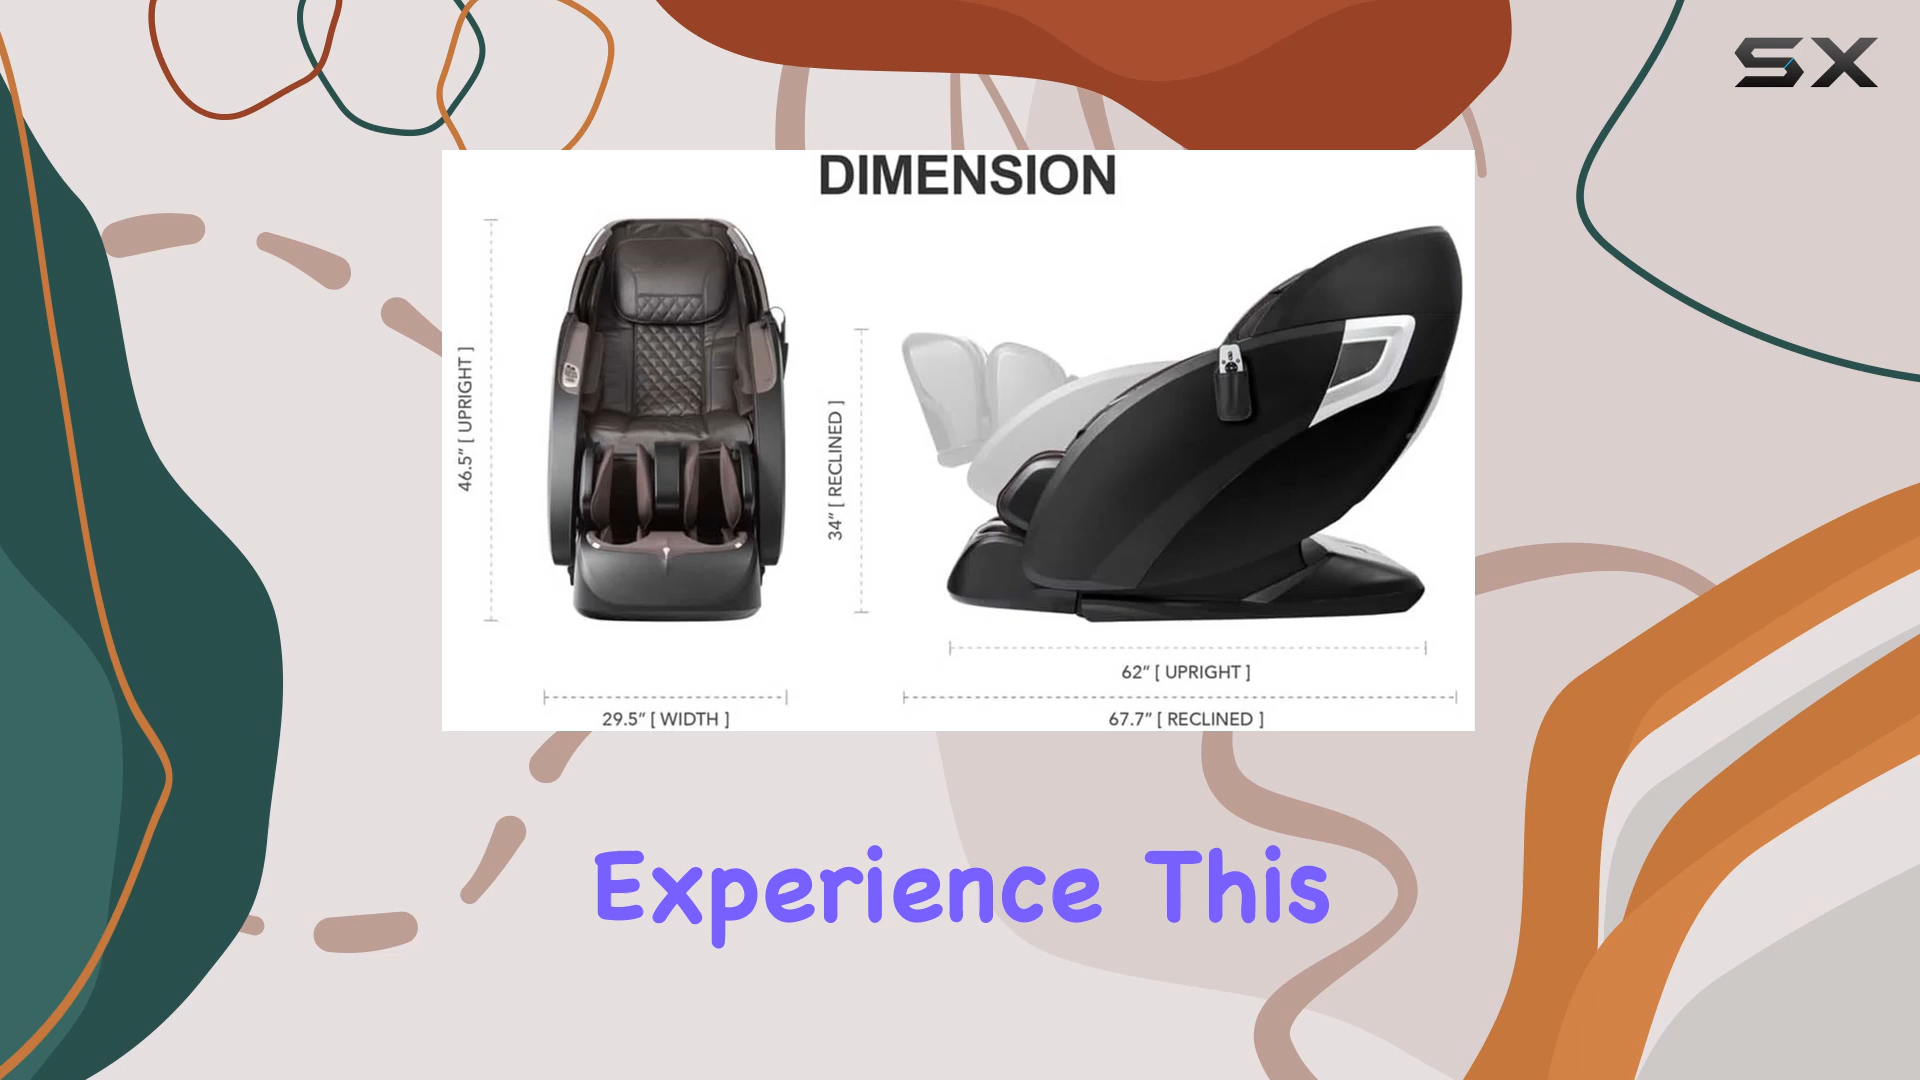 SX
DIMENSION
46.5” [ UPRIGHT ]
34” [ RECLINED ]
62” [ UPRIGHT ]
29.5” [ WIDTH ]
67.7” [ RECLINED ]
Experience This